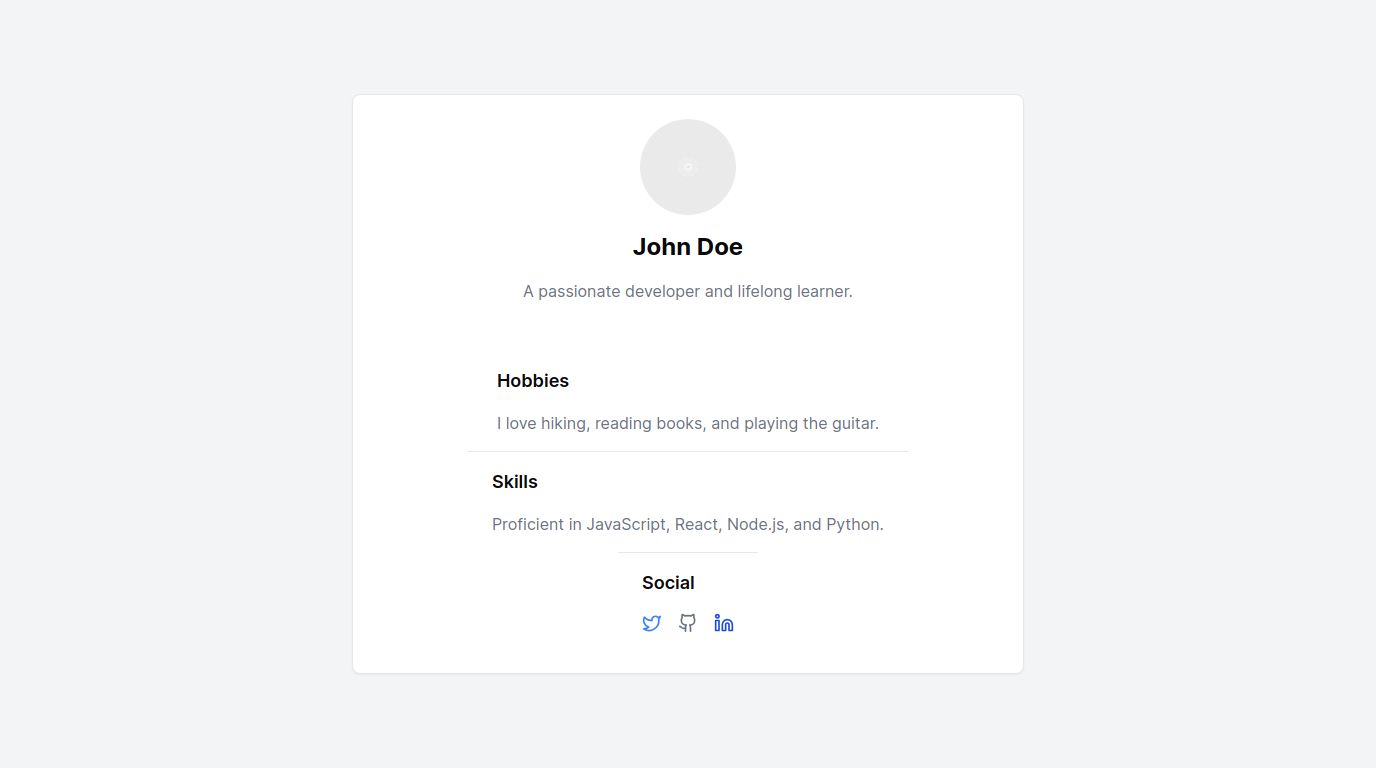 John Doe
A passionate developer and lifelong learner.
Hobbies
I love hiking, reading books, and playing the guitar.
Skills
Proficient in JavaScript, React, Node.js, and Python.
Social